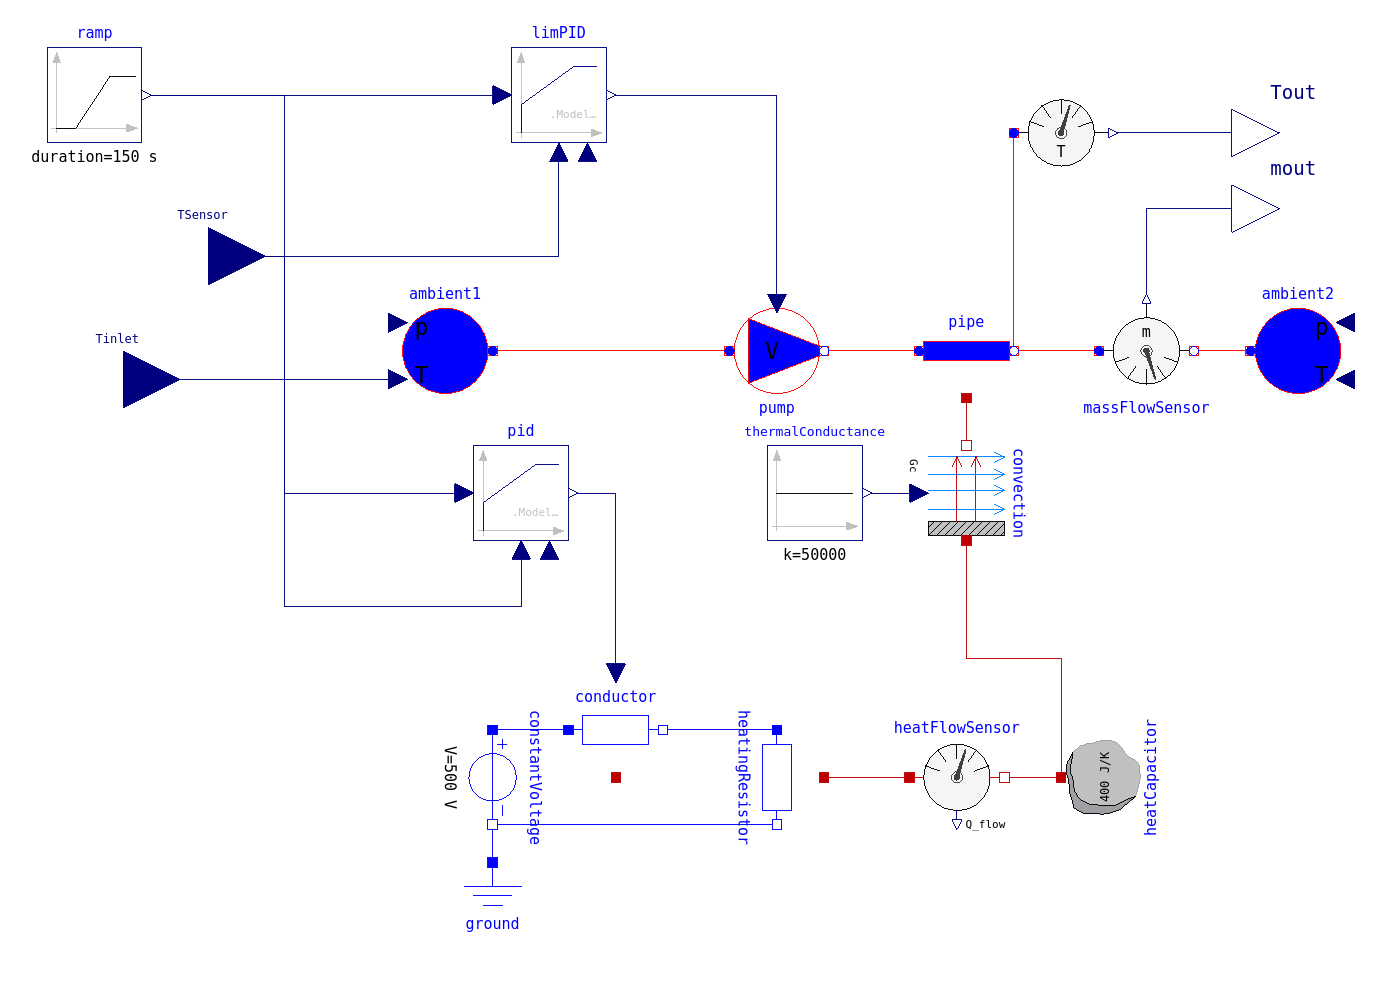 ramp
limPID
.Model…
duration=150 s
Tout
T
mout
TSensor
ambient1
ambient2
p
T
Tinlet
V
pump
pipe
m
massFlowSensor
p
T
pid
.Model…
thermalConductance
k=50000
Gc
convection
conductor
constantVoltage
V=500 V
+
–
heatingResistor
heatFlowSensor
Q_flow
400 J/K
heatCapacitor
ground